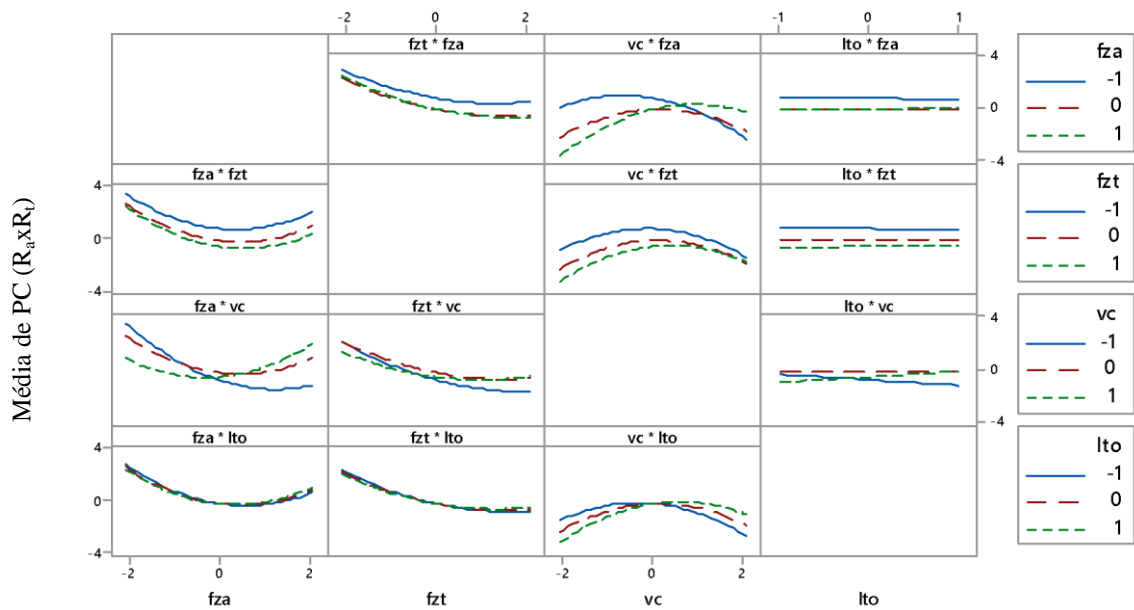 -2 0 2 -1 0 1
fzt * fza vc * fza lto * fza
4
0
-4
fza
-1
0
1
fza * fzt vc * fzt lto * fzt
4
0
-4
fzt
-1
0
1
fza * vc fzt * vc lto * vc
4
0
-4
vc
-1
0
1
fza * lto fzt * lto vc * lto
4
0
-4
lto
-1
0
1
-2 0 2 -2 0 2
fza fzt vc lto
Média de PC (RₐxRₜ)